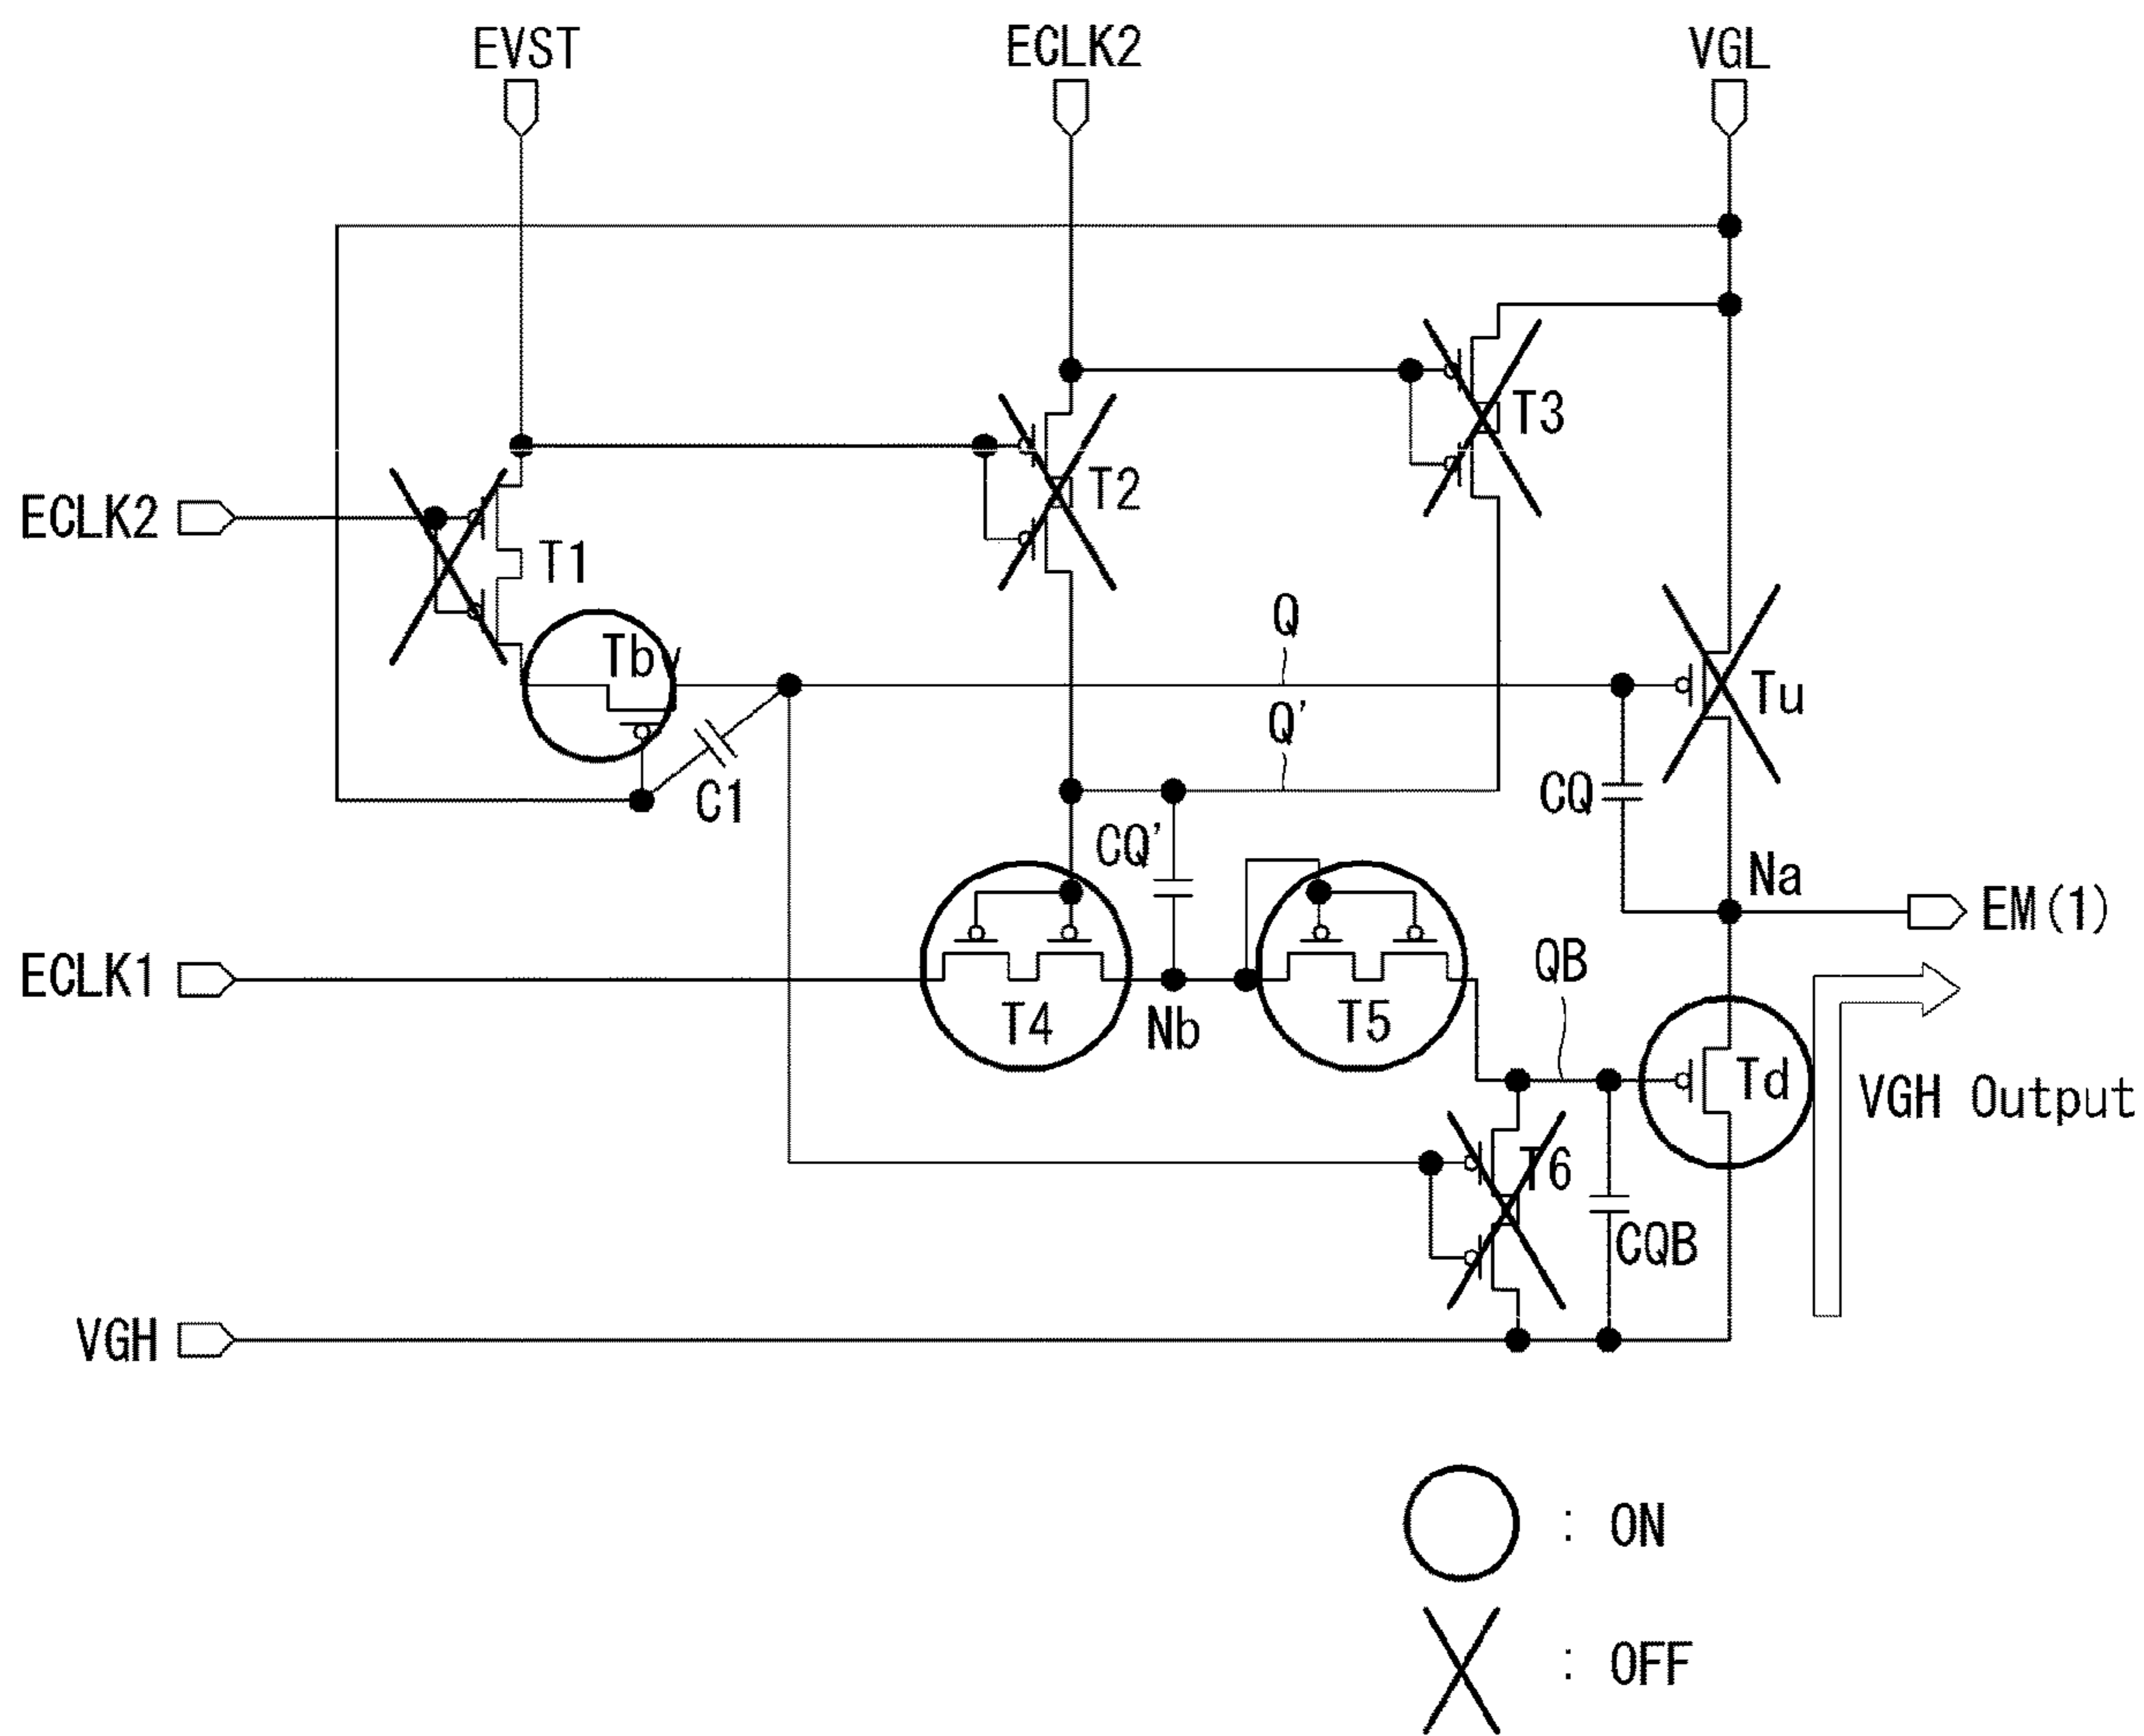 EVST
ECLK2
VGL
T3
T2
ECLK2
T1
Q
Tbv
Tu
Q'
CQ
C1
CQ'
Na
EM(1)
QB
ECLK1
T4
Nb
T5
Td
VGH Output
T6
CQB
VGH
: ON
: OFF